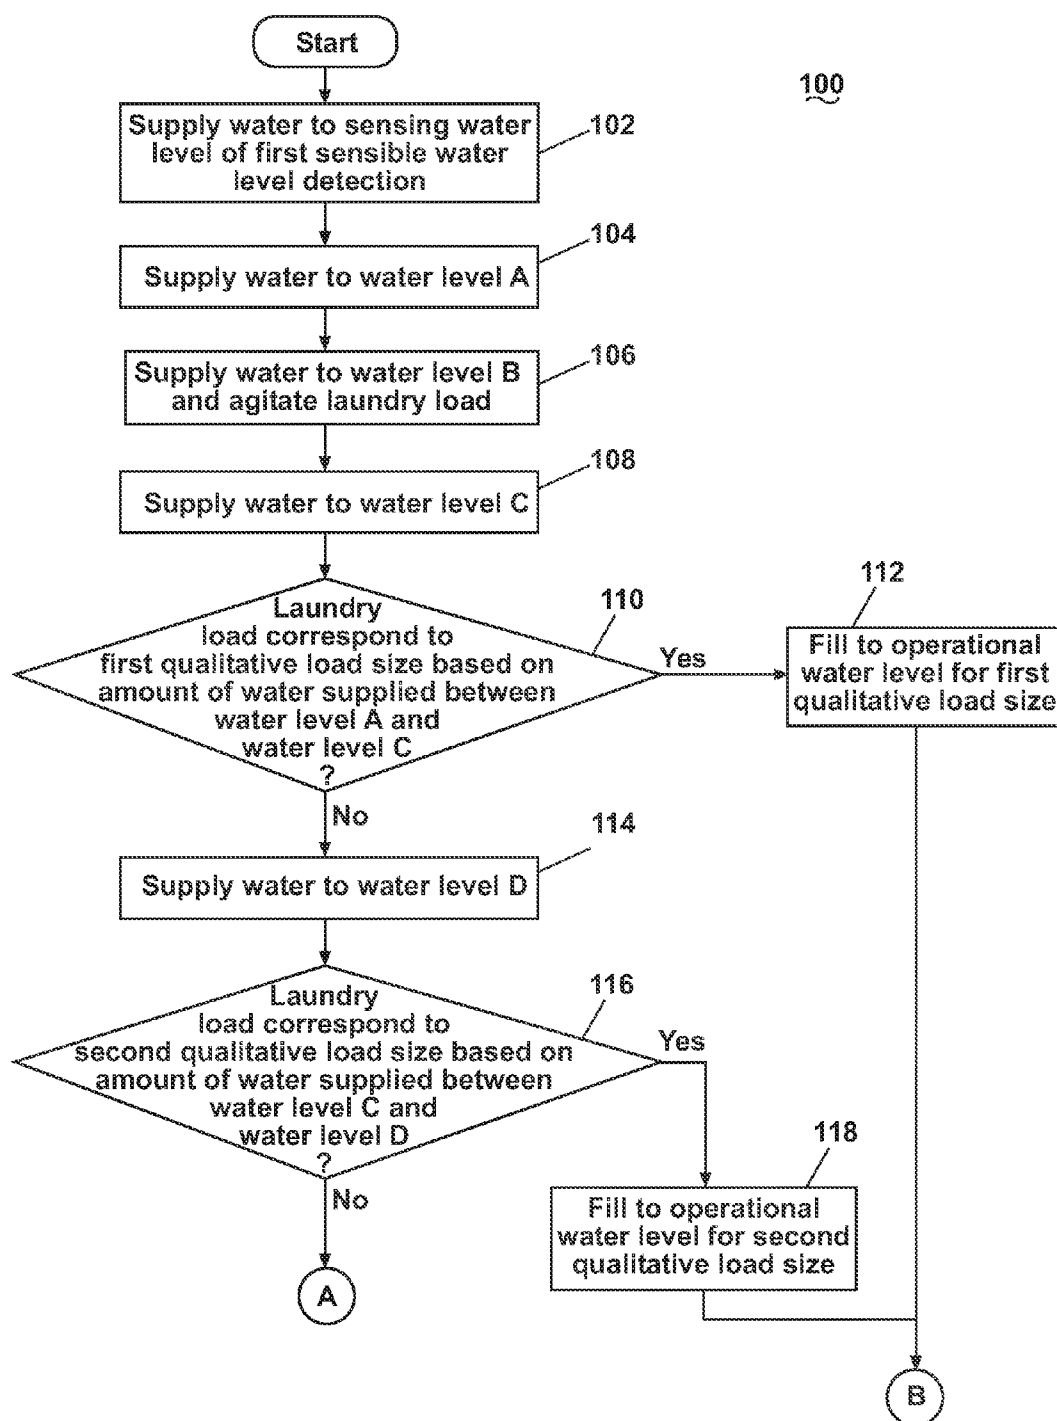 Start
100
Supply water to sensing water
level of first sensible water
level detection
102
Supply water to water level A
104
Supply water to water level B
and agitate laundry load
106
Supply water to water level C
108
Laundry
load correspond to
first qualitative load size based on
amount of water supplied between
water level A and
water level C
?
110
Yes
112
Fill to operational
water level for first
qualitative load size
No
114
Supply water to water level D
Laundry
load correspond to
second qualitative load size based on
amount of water supplied between
water level C and
water level D
?
116
Yes
118
Fill to operational
water level for second
qualitative load size
No
A
B